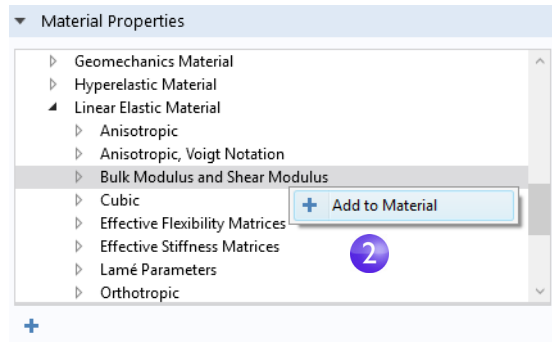 Material Properties
Geomechanics Material
Hyperelastic Material
Linear Elastic Material
Anisotropic
Anisotropic, Voigt Notation
Bulk Modulus and Shear Modulus
Cubic
Add to Material
Effective Flexibility Matrices
Effective Stiffness Matrices
2
Lamé Parameters
Orthotropic